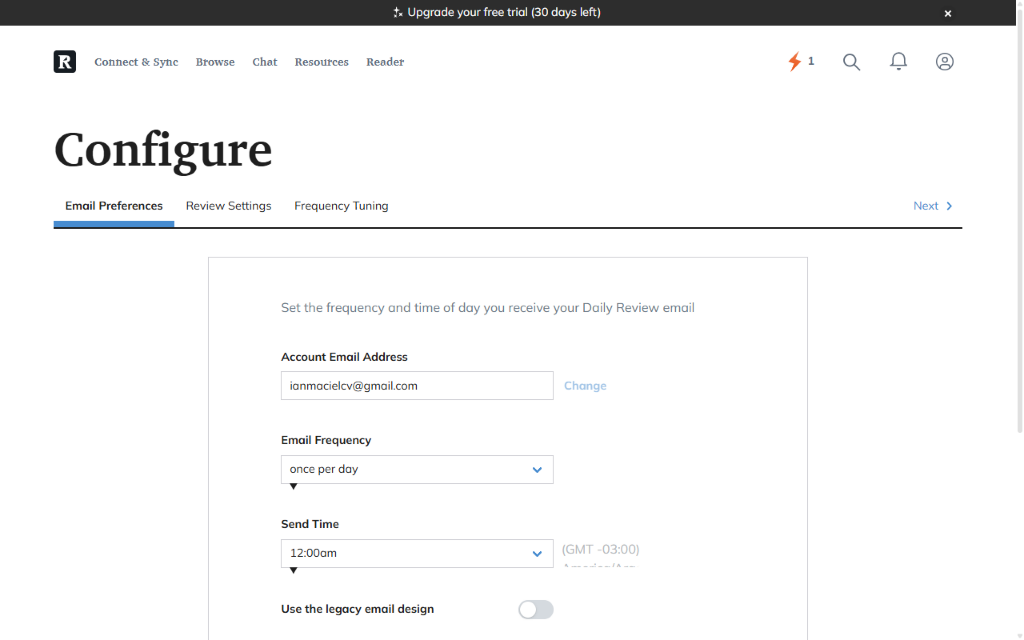 Upgrade your free trial (30 days left)
R
Connect & Sync Browse Chat Resources Reader
1
Configure
Email Preferences Review Settings Frequency Tuning
Next
Set the frequency and time of day you receive your Daily Review email
Account Email Address
ianmacielcv@gmail.com
Change
Email Frequency
once per day
Send Time
12:00am
(GMT -03:00)
Use the legacy email design